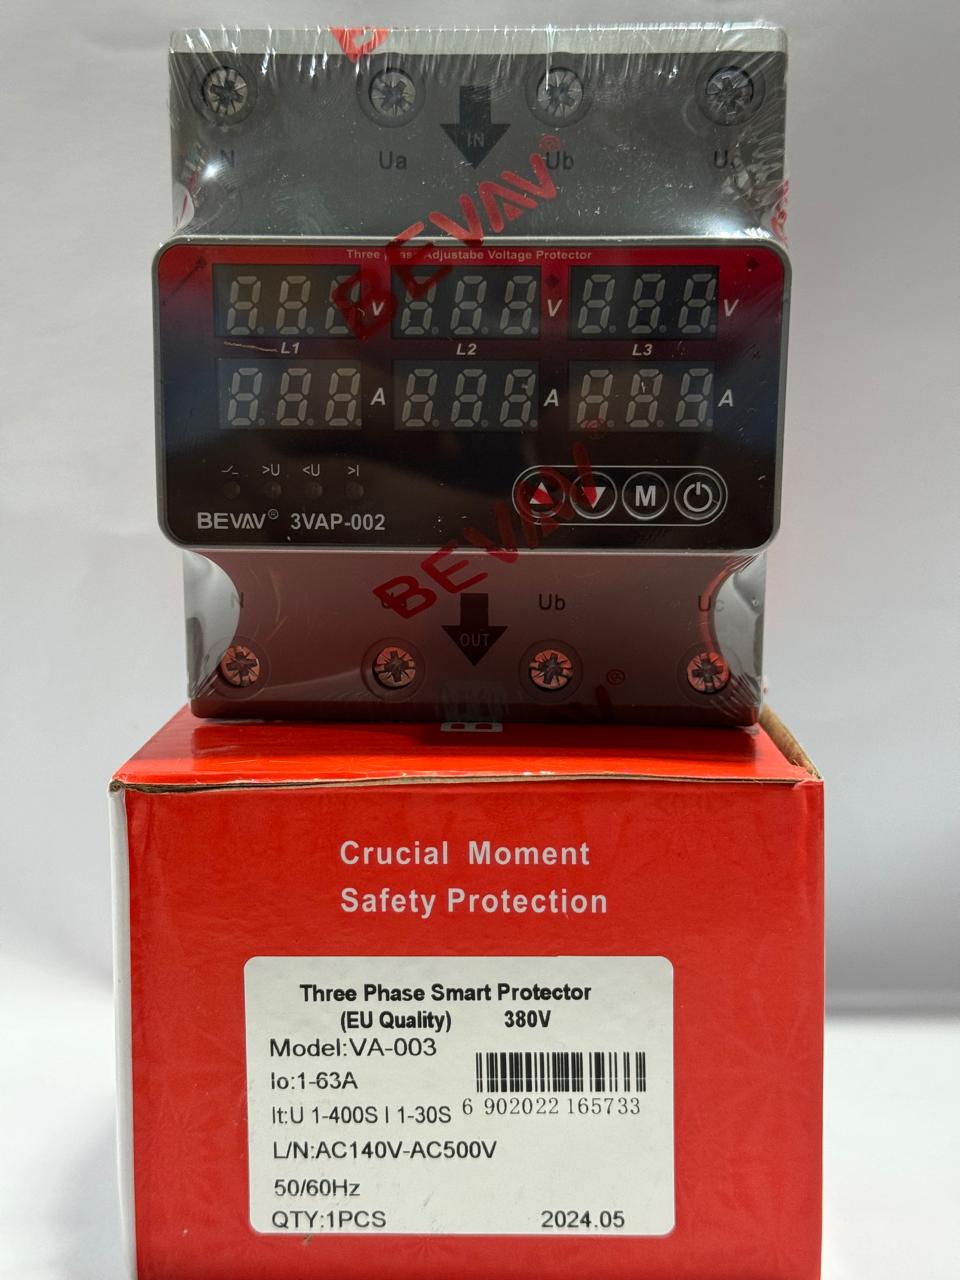 IN
N Ua Ub
BEVAV®
Three phase Adjustabe Voltage Protector
V V V
L1 L2 L3
A A A
>U <U >I
M
BEVAV® 3VAP-002
BEVAV
N Ub Uc
OUT
Crucial Moment
Safety Protection
Three Phase Smart Protector
(EU Quality) 380V
Model:VA-003
Io:1-63A
It:U 1-400S I 1-30S
6 902022 165733
L/N:AC140V-AC500V
50/60Hz
QTY:1PCS 2024.05